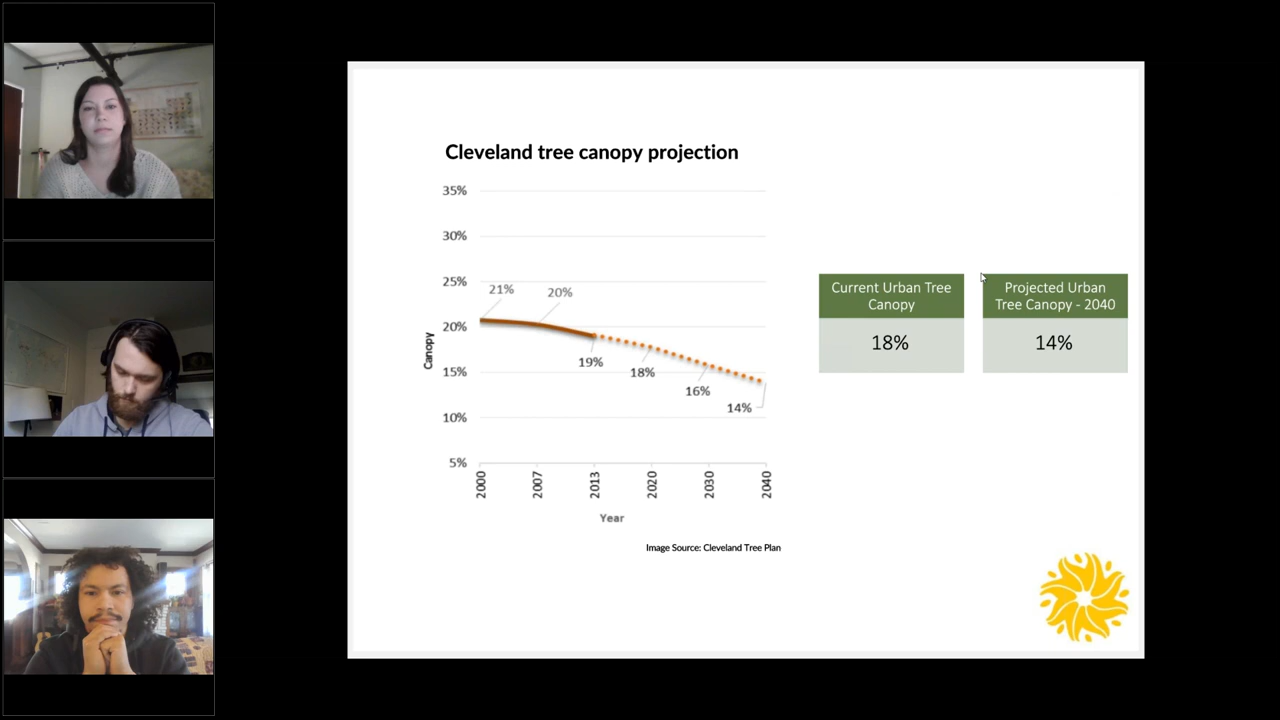 Cleveland tree canopy projection
35%
30%
25%
20%
15%
10%
5%
Canopy
21%
20%
19%
18%
16%
14%
2000
2007
2013
2020
2030
2040
Year
Image Source: Cleveland Tree Plan
Current Urban Tree
Canopy
18%
Projected Urban
Tree Canopy - 2040
14%